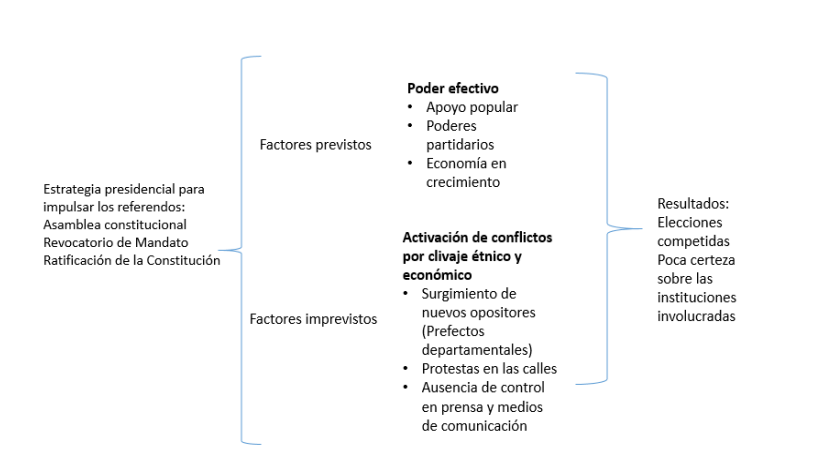 Estrategia presidencial para
impulsar los referendos:
Asamblea constitucional
Revocatorio de Mandato
Ratificación de la Constitución
Factores previstos
Poder efectivo
• Apoyo popular
• Poderes
partidarios
• Economía en
crecimiento
Factores imprevistos
Activación de conflictos
por clivaje étnico y
económico
• Surgimiento de
nuevos opositores
(Prefectos
departamentales)
• Protestas en las calles
• Ausencia de control
en prensa y medios
de comunicación
Resultados:
Elecciones
competidas
Poca certeza
sobre las
instituciones
involucradas